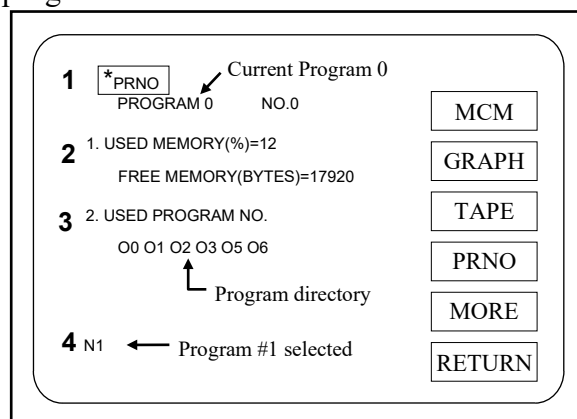 1 *PRNO
Current Program 0
PROGRAM 0 NO.0
2 1. USED MEMORY(%)=12
FREE MEMORY(BYTES)=17920
3 2. USED PROGRAM NO.
O0 O1 O2 O3 O5 O6
Program directory
4 N1 Program #1 selected
MCM
GRAPH
TAPE
PRNO
MORE
RETURN